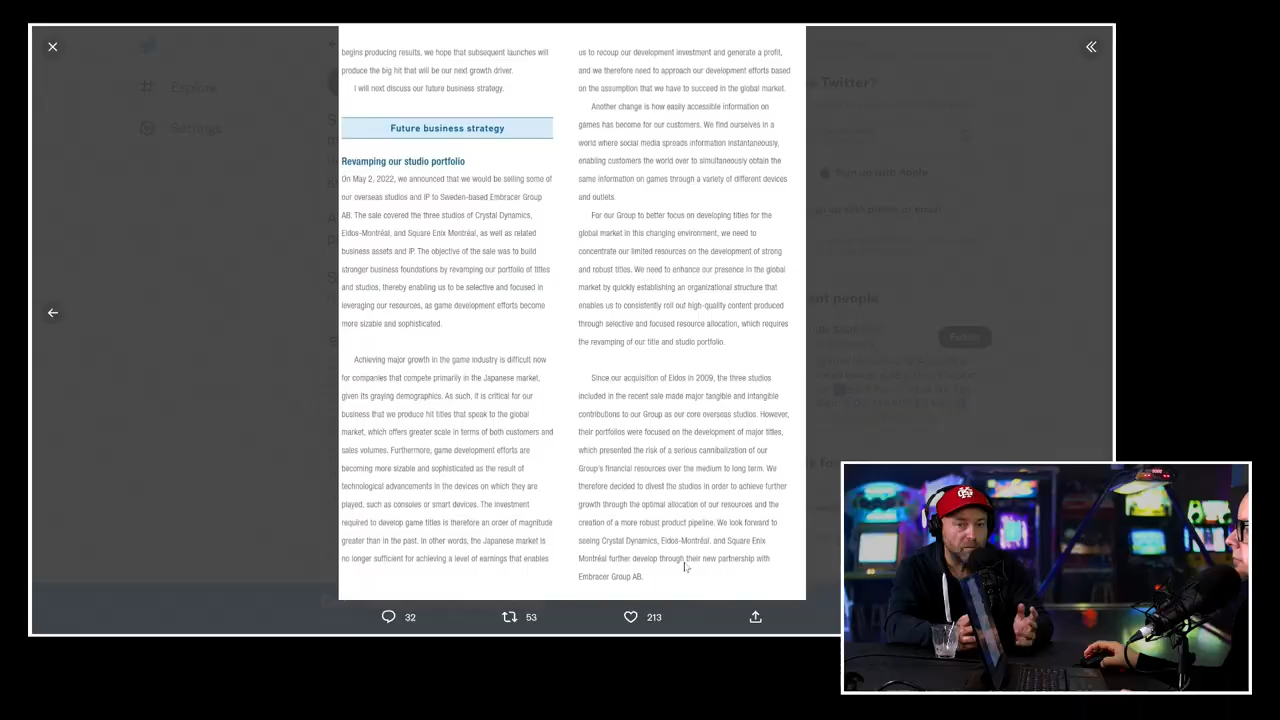 Explore
Settings
begins producing results, we hope that subsequent launches will
produce the big hit that will be our next growth driver.
I will next discuss our future business strategy.
Future business strategy
Revamping our studio portfolio
On May 2, 2022, we announced that we would be selling some of
our overseas studios and IP to Sweden-based Embracer Group
AB. The sale covered the three studios of Crystal Dynamics,
Eidos-Montréal, and Square Enix Montréal, as well as related
business assets and IP. The objective of the sale was to build
stronger business foundations by revamping our portfolio of titles
and studios, thereby enabling us to be selective and focused in
leveraging our resources, as game development efforts become
more sizable and sophisticated.
Achieving major growth in the game industry is difficult now
for companies that compete primarily in the Japanese market,
given its graying demographics. As such, it is critical for our
business that we produce hit titles that speak to the global
market, which offers greater scale in terms of both customers and
sales volumes. Furthermore, game development efforts are
becoming more sizable and sophisticated as the result of
technological advancements in the devices on which they are
played, such as consoles or smart devices. The investment
required to develop game titles is therefore an order of magnitude
greater than in the past. In other words, the Japanese market is
no longer sufficient for achieving a level of earnings that enables
us to recoup our development investment and generate a profit,
and we therefore need to approach our development efforts based
on the assumption that we have to succeed in the global market.
Another change is how easily accessible information on
games has become for our customers. We find ourselves in a
world where social media spreads information instantaneously,
enabling customers the world over to simultaneously obtain the
same information on games through a variety of different devices
and outlets.
For our Group to better focus on developing titles for the
global market in this changing environment, we need to
concentrate our limited resources on the development of strong
and robust titles. We need to enhance our presence in the global
market by quickly establishing an organizational structure that
enables us to consistently roll out high-quality content produced
through selective and focused resource allocation, which requires
the revamping of our title and studio portfolio.
Since our acquisition of Eidos in 2009, the three studios
included in the recent sale made major tangible and intangible
contributions to our Group as our core overseas studios. However,
their portfolios were focused on the development of major titles,
which presented the risk of a serious cannibalization of our
Group's financial resources over the medium to long term. We
therefore decided to divest the studios in order to achieve further
growth through the optimal allocation of our resources and the
creation of a more robust product pipeline. We look forward to
seeing Crystal Dynamics, Eidos-Montréal, and Square Enix
Montréal further develop through their new partnership with
Embracer Group AB.
Twitter?
Sign up with Apple
up with phone or email
people
Follow
32
53
213